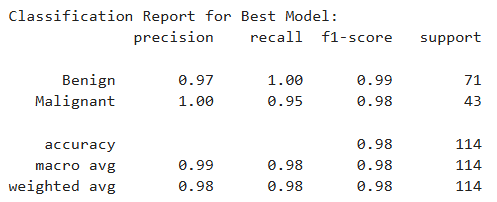 Classification Report for Best Model:
precision recall f1-score support
Benign 0.97 1.00 0.99 71
Malignant 1.00 0.95 0.98 43
accuracy 0.98 114
macro avg 0.99 0.98 0.98 114
weighted avg 0.98 0.98 0.98 114